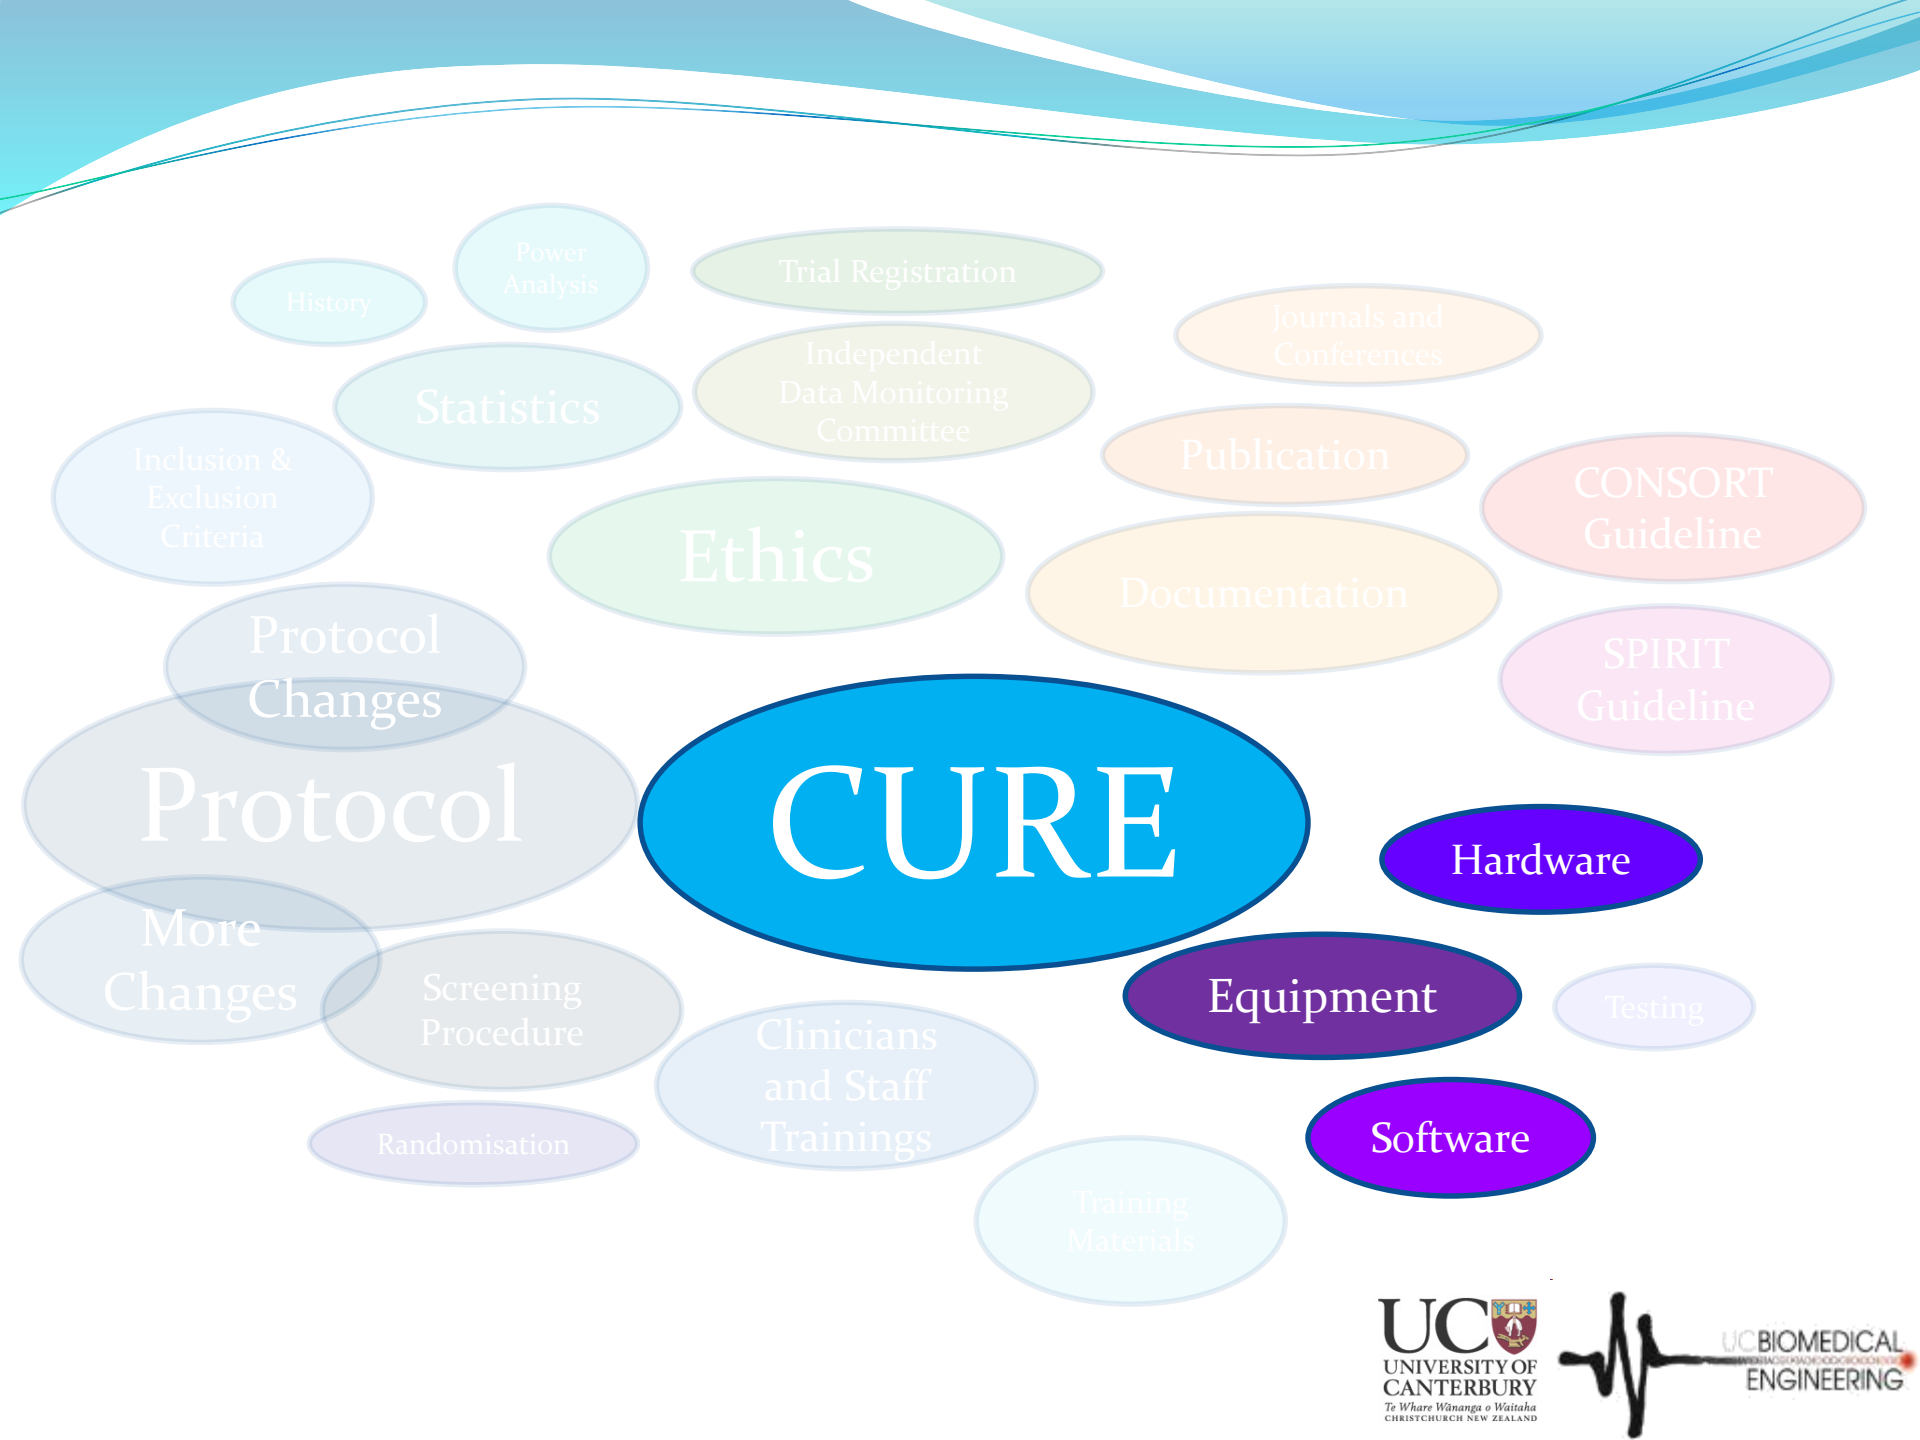 Power
Analysis
History
Trial Registration
Journals and
Conferences
Statistics
Independent
Data Monitoring
Committee
Inclusion &
Exclusion
Criteria
Publication
CONSORT
Guideline
Ethics
Documentation
Protocol
Changes
SPIRIT
Guideline
Protocol
CURE
Hardware
More
Changes
Screening
Procedure
Equipment
Testing
Clinicians
and Staff
Trainings
Randomisation
Software
Training
Materials
UC
UNIVERSITY OF
CANTERBURY
Te Whare Wānanga o Waitaha
CHRISTCHURCH NEW ZEALAND
UCBIOMEDICAL
ENGINEERING